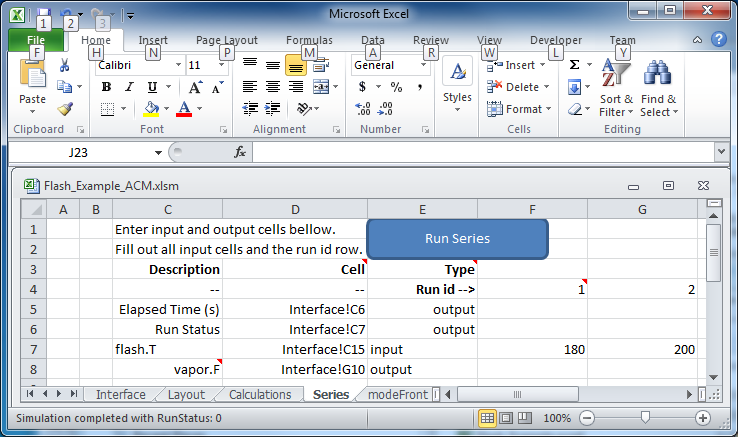 Microsoft Excel
1 2 3
File Home Insert Page Layout Formulas Data Review View Developer Team
F H N P M A R W L Y
Calibri 11 General Insert Σ
Paste B I U $ % , Styles Delete Sort & Filter Find & Select
A .00 .0 Format
Clipboard Font Alignment Number Cells Editing
J23 fx
Flash_Example_ACM.xlsm
A B C D E F G
1 Enter input and output cells bellow. Run Series
2 Fill out all input cells and the run id row.
3 Description Cell Type
4 -- -- Run id --> 1 2
5 Elapsed Time (s) Interface!C6 output
6 Run Status Interface!C7 output
7 flash.T Interface!C15 input 180 200
8 vapor.F Interface!G10 output
Interface Layout Calculations Series modeFront
Simulation completed with RunStatus: 0 100%